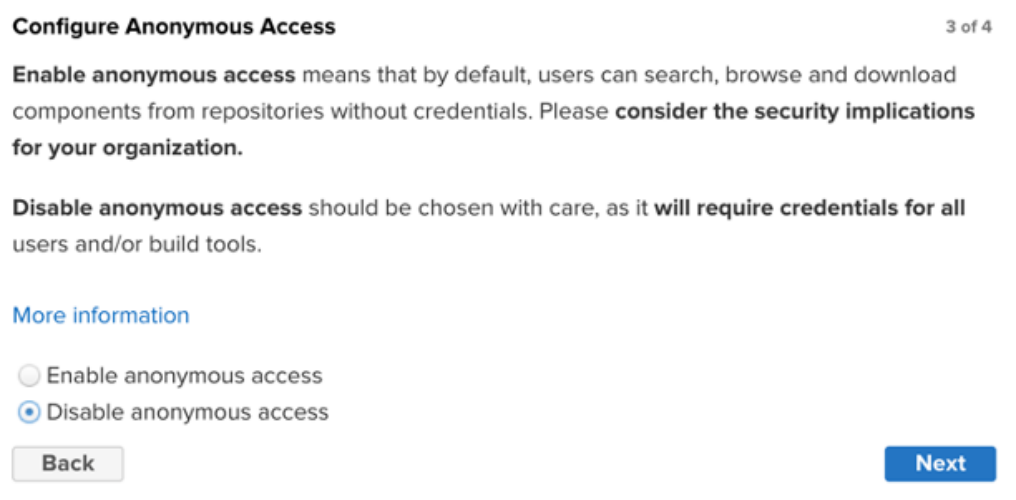 Configure Anonymous Access
3 of 4
Enable anonymous access means that by default, users can search, browse and download
components from repositories without credentials. Please consider the security implications
for your organization.
Disable anonymous access should be chosen with care, as it will require credentials for all
users and/or build tools.
More information
Enable anonymous access
Disable anonymous access
Back
Next